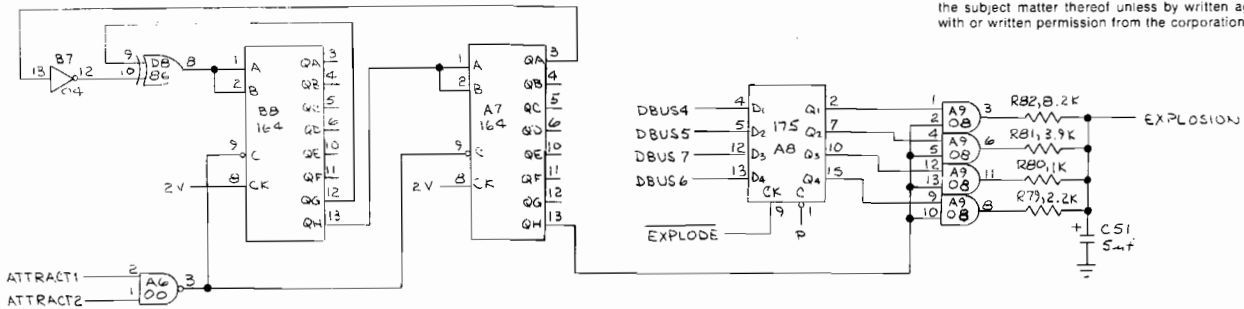 the subject matter thereof unless by written a
with or written permission from the corporation
B7
13 12
04
9
10
D8
86
8
1 A
2 B
B8
164
9 C
2V 8 CK
QA 3
QB 4
QC 5
QD 6
QE 10
QF 11
QG 12
QH 13
1 A
2 B
A7
164
9 C
2V 8 CK
QA 3
QB 4
QC 5
QD 6
QE 10
QF 11
QG 12
QH 13
ATTRACT1 2
ATTRACT2 1
A6
00
3
DBUS4 4 D1
DBUS5 5 D2
DBUS7 12 D3
DBUS6 13 D4
175
A8
Q1 2
Q2 7
Q3 10
Q4 15
CK C
9 1
EXPLODE
P
1
2
A9
08
3
R82, 8.2K
4
5
A9
08
6
R81, 3.9K
12
13
A9
08
11
R80, 1K
9
10
A9
08
8
R79, 2.2K
EXPLOSION
+ C51
5uf